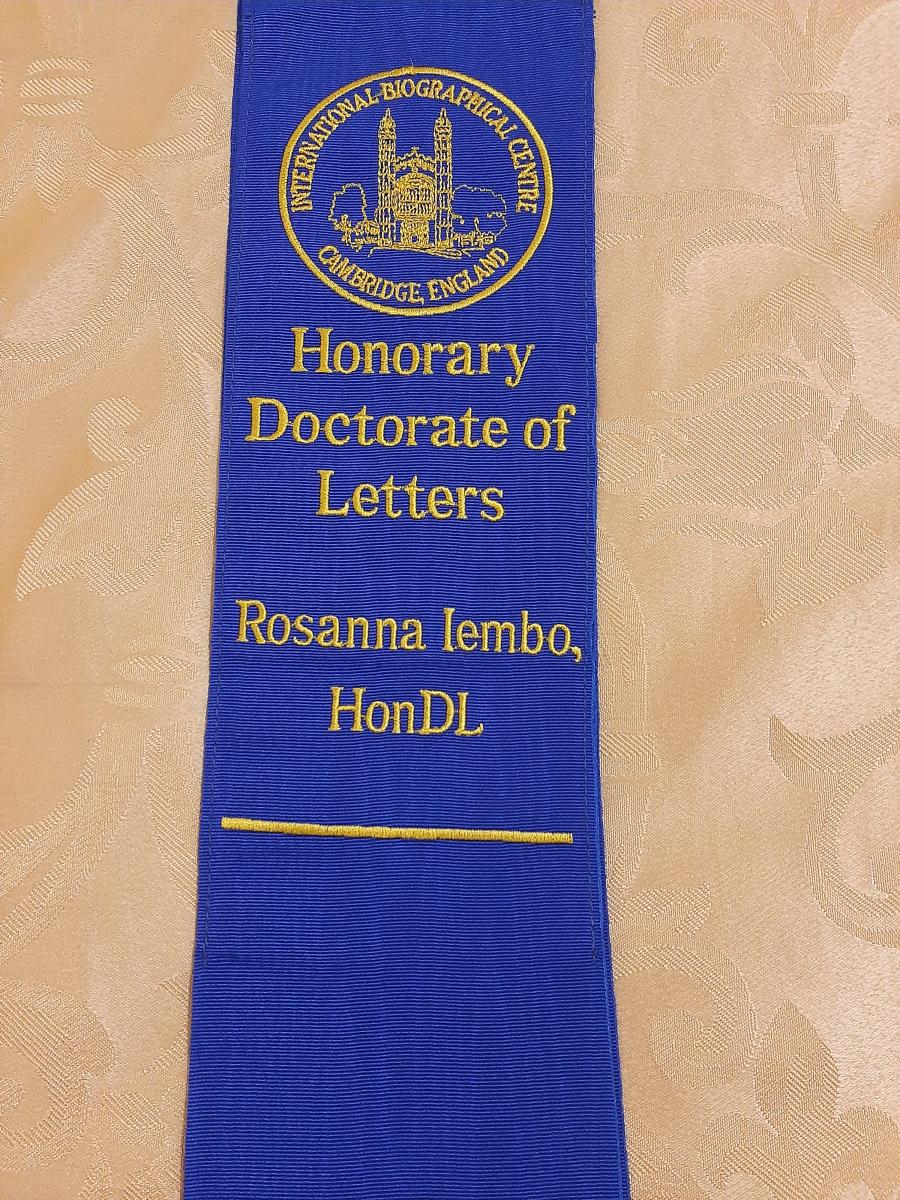 INTERNATIONAL BIOGRAPHICAL CENTRE
CAMBRIDGE, ENGLAND
Honorary
Doctorate of
Letters
Rosanna Iembo,
HonDL